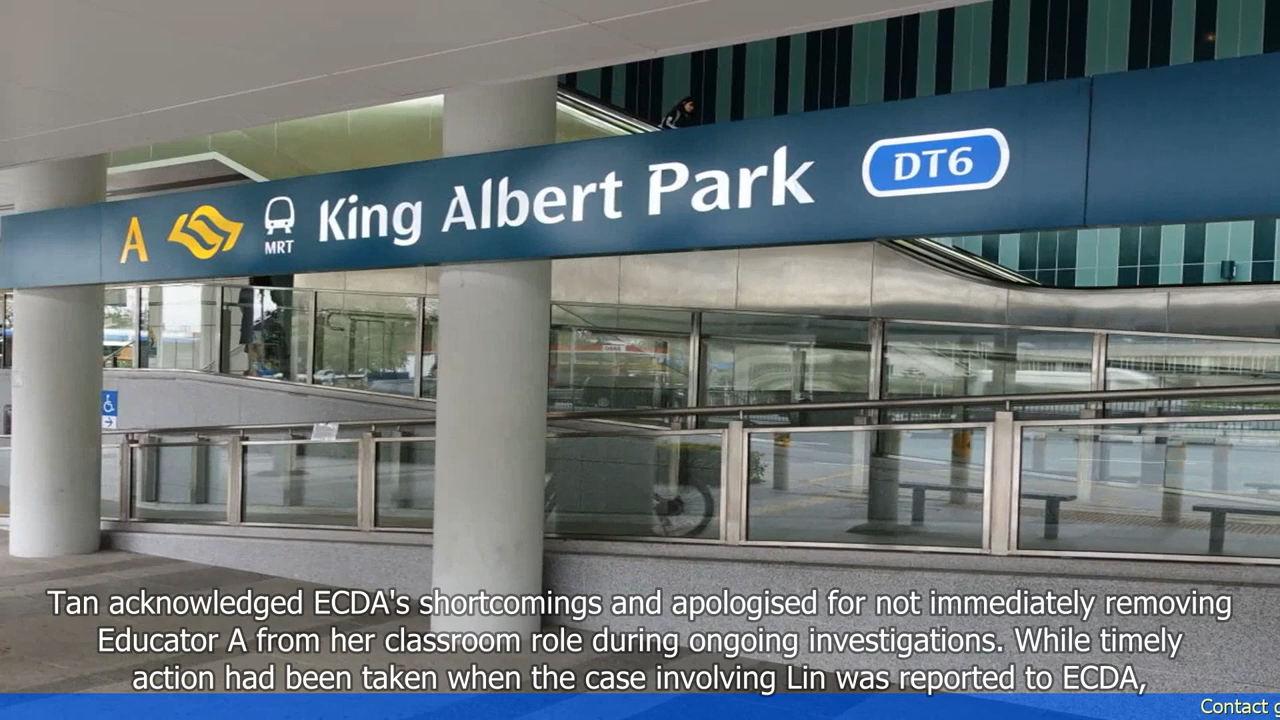 A MRT King Albert Park DT6
Tan acknowledged ECDA's shortcomings and apologised for not immediately removing
Educator A from her classroom role during ongoing investigations. While timely
action had been taken when the case involving Lin was reported to ECDA,
Contact g